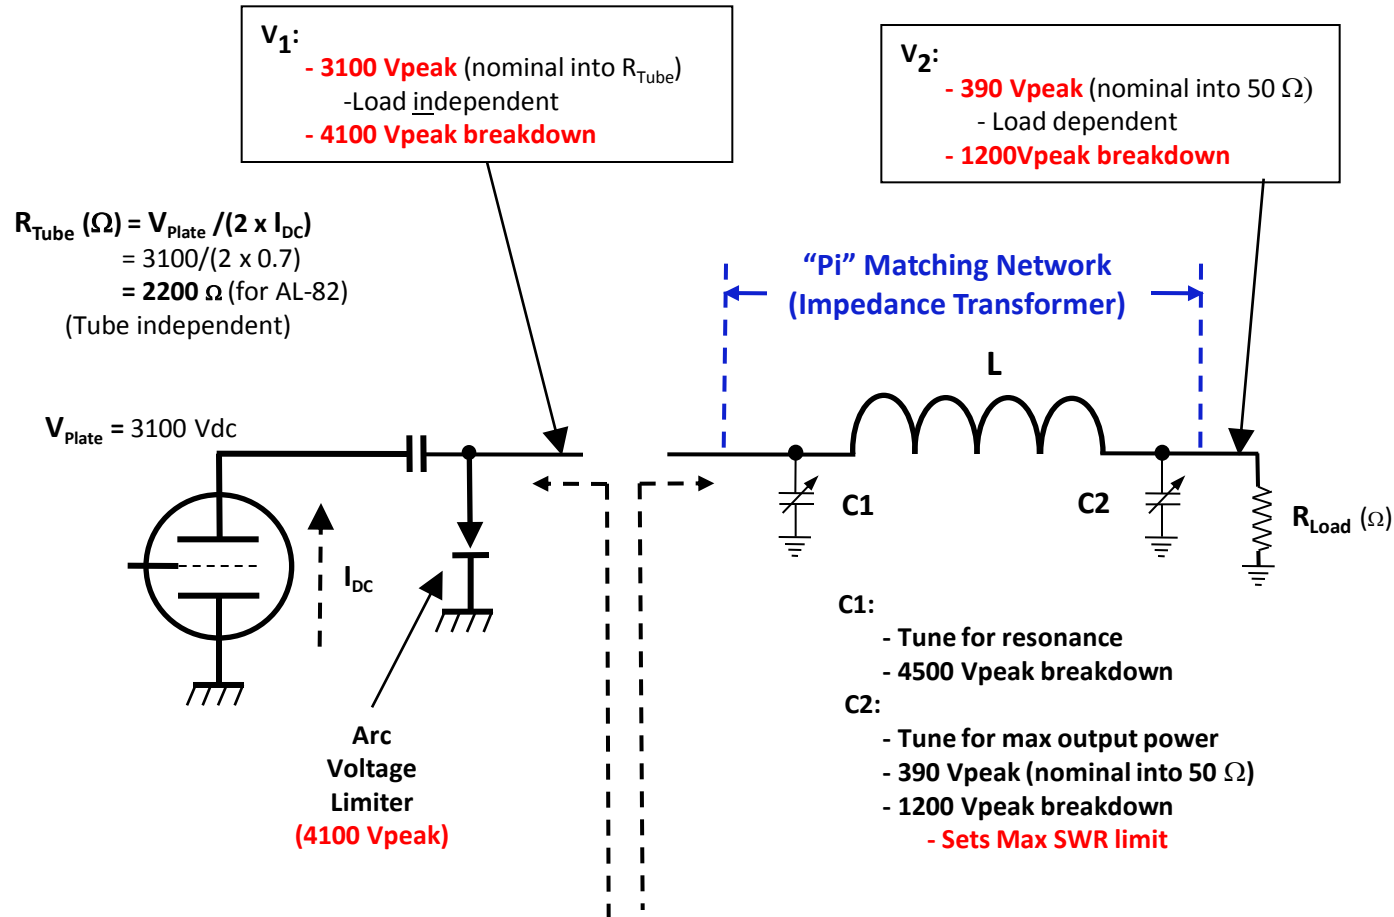 V1:
- 3100 Vpeak (nominal into RTube)
-Load independent
- 4100 Vpeak breakdown
V2:
- 390 Vpeak (nominal into 50 Ω)
- Load dependent
- 1200Vpeak breakdown
RTube (Ω) = VPlate /(2 x IDC)
= 3100/(2 x 0.7)
= 2200 Ω (for AL-82)
(Tube independent)
“Pi” Matching Network
(Impedance Transformer)
L
VPlate = 3100 Vdc
C1
C2
RLoad (Ω)
IDC
C1:
- Tune for resonance
- 4500 Vpeak breakdown
C2:
- Tune for max output power
- 390 Vpeak (nominal into 50 Ω)
- 1200 Vpeak breakdown
- Sets Max SWR limit
Arc
Voltage
Limiter
(4100 Vpeak)